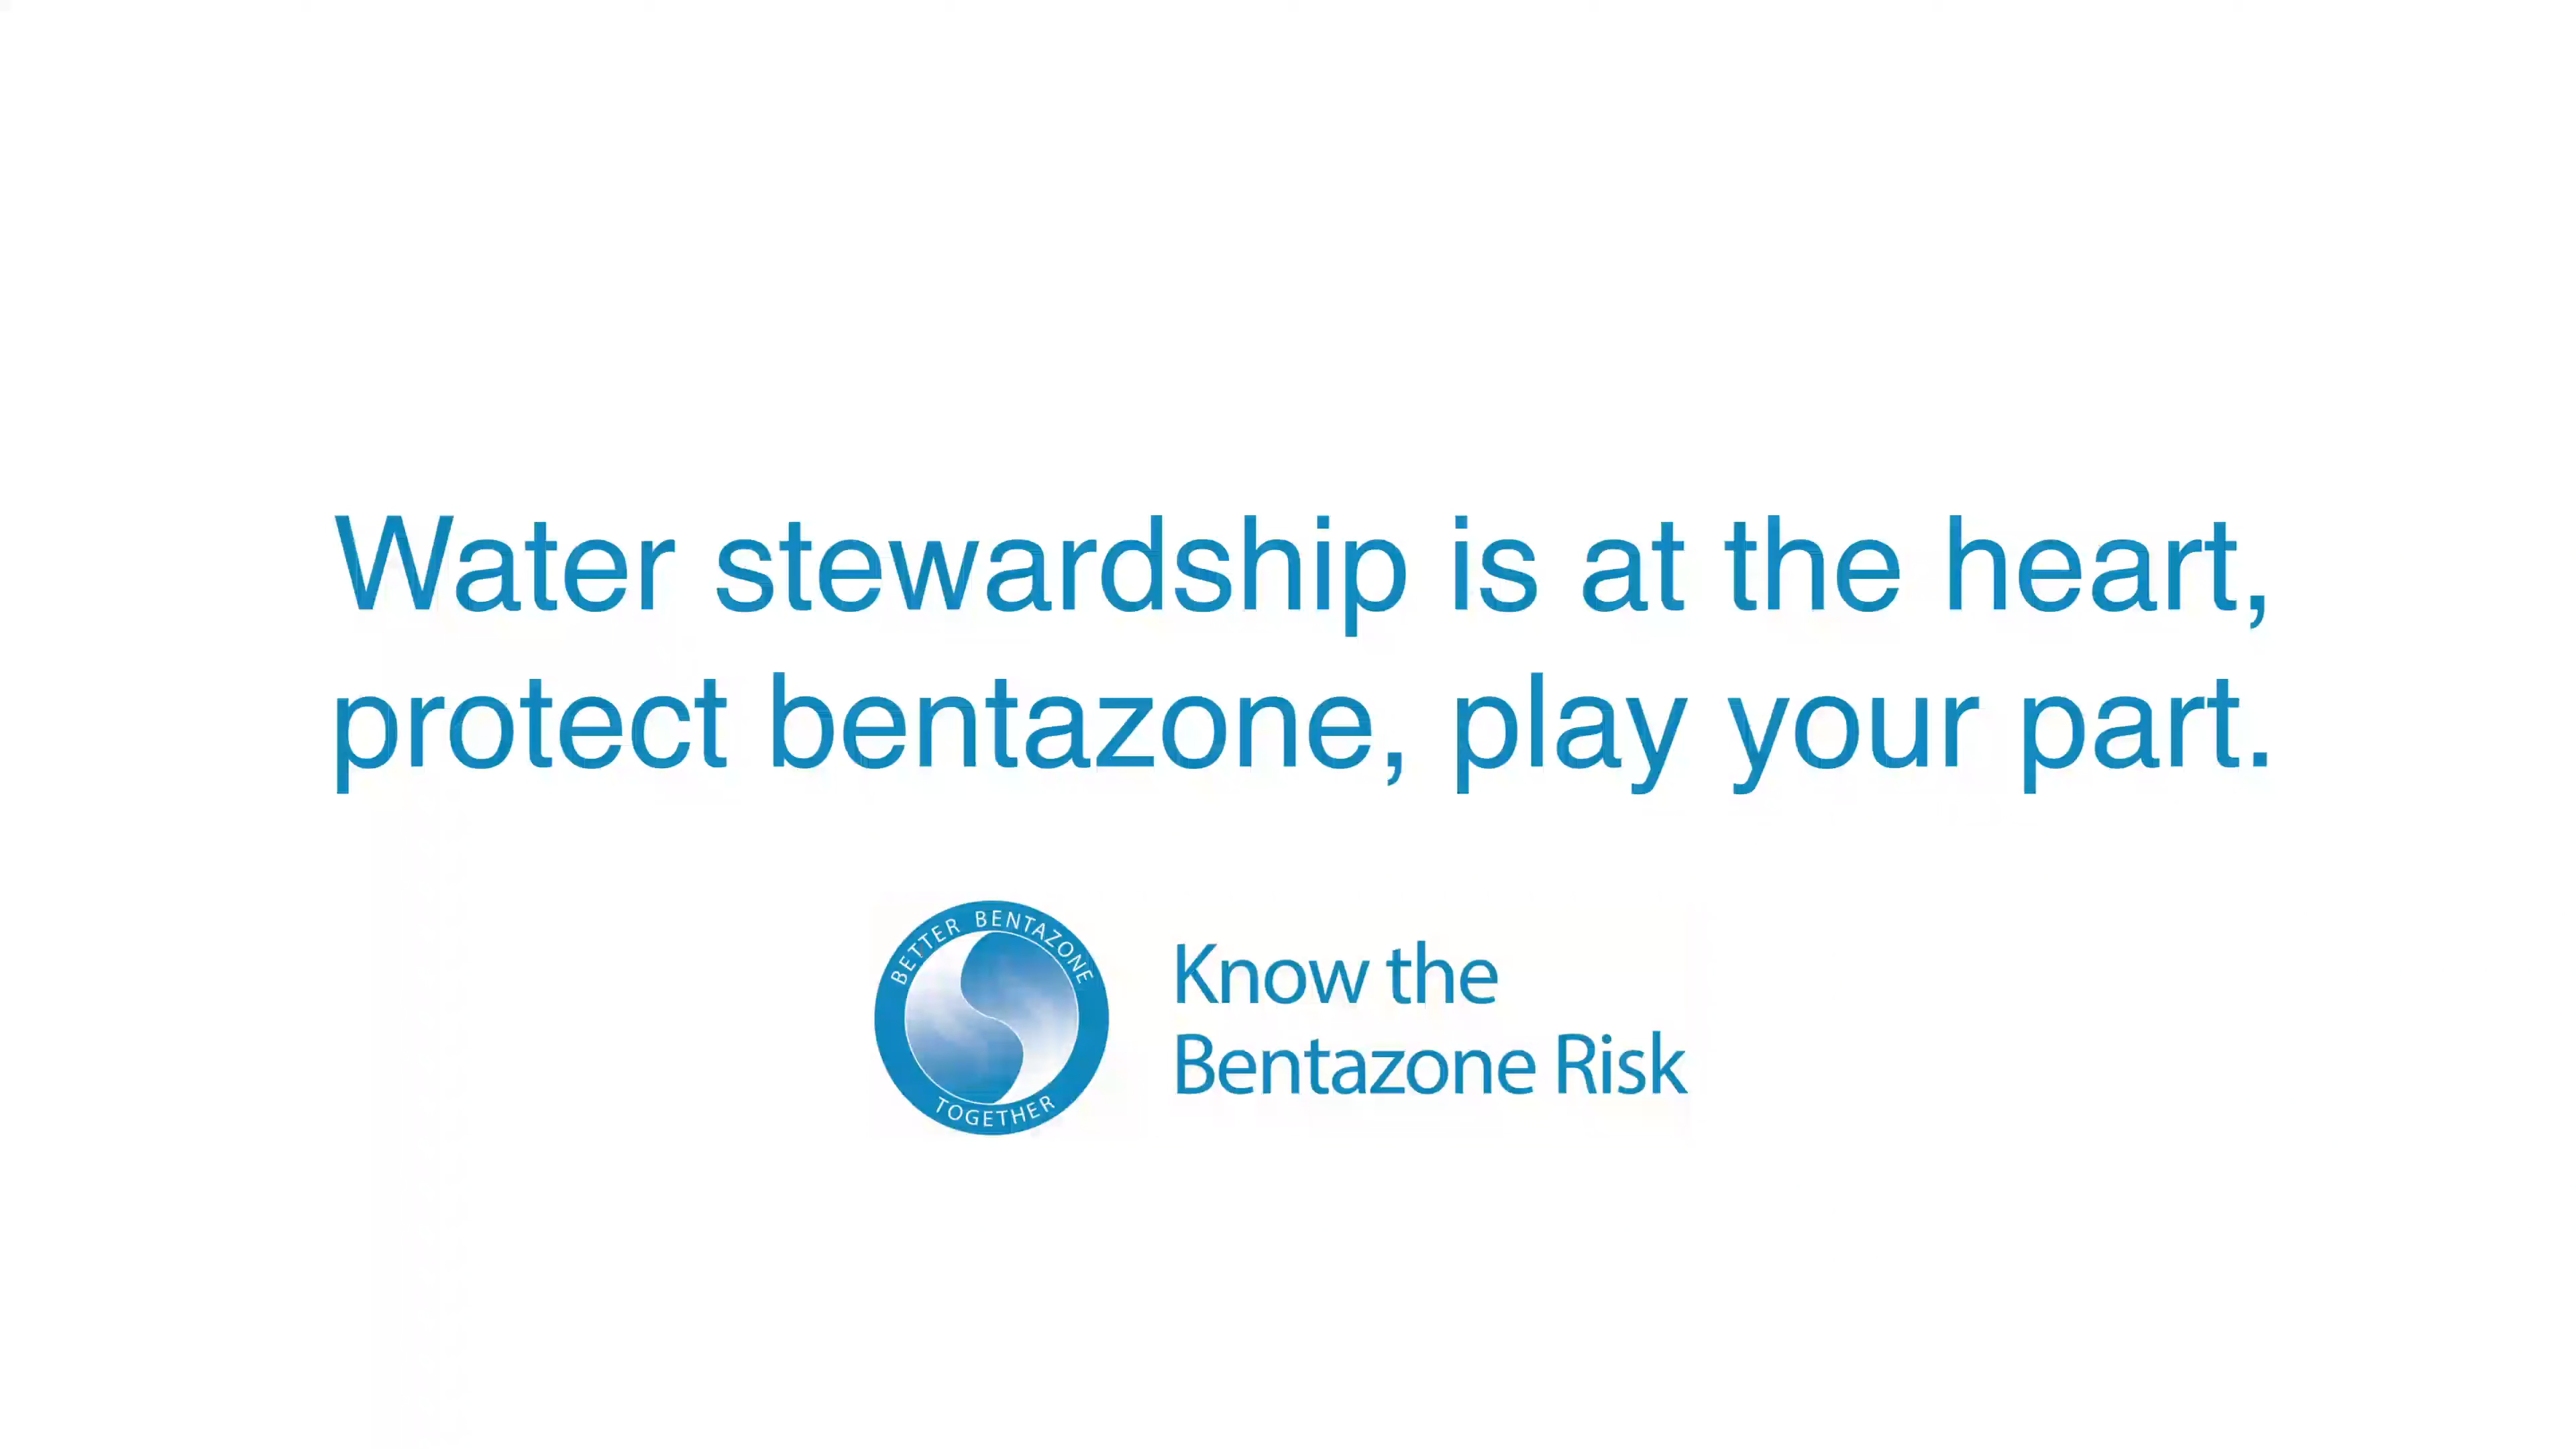 Water stewardship is at the heart,
protect bentazone, play your part.
BETTER BENTAZONE
TOGETHER
Know the
Bentazone Risk